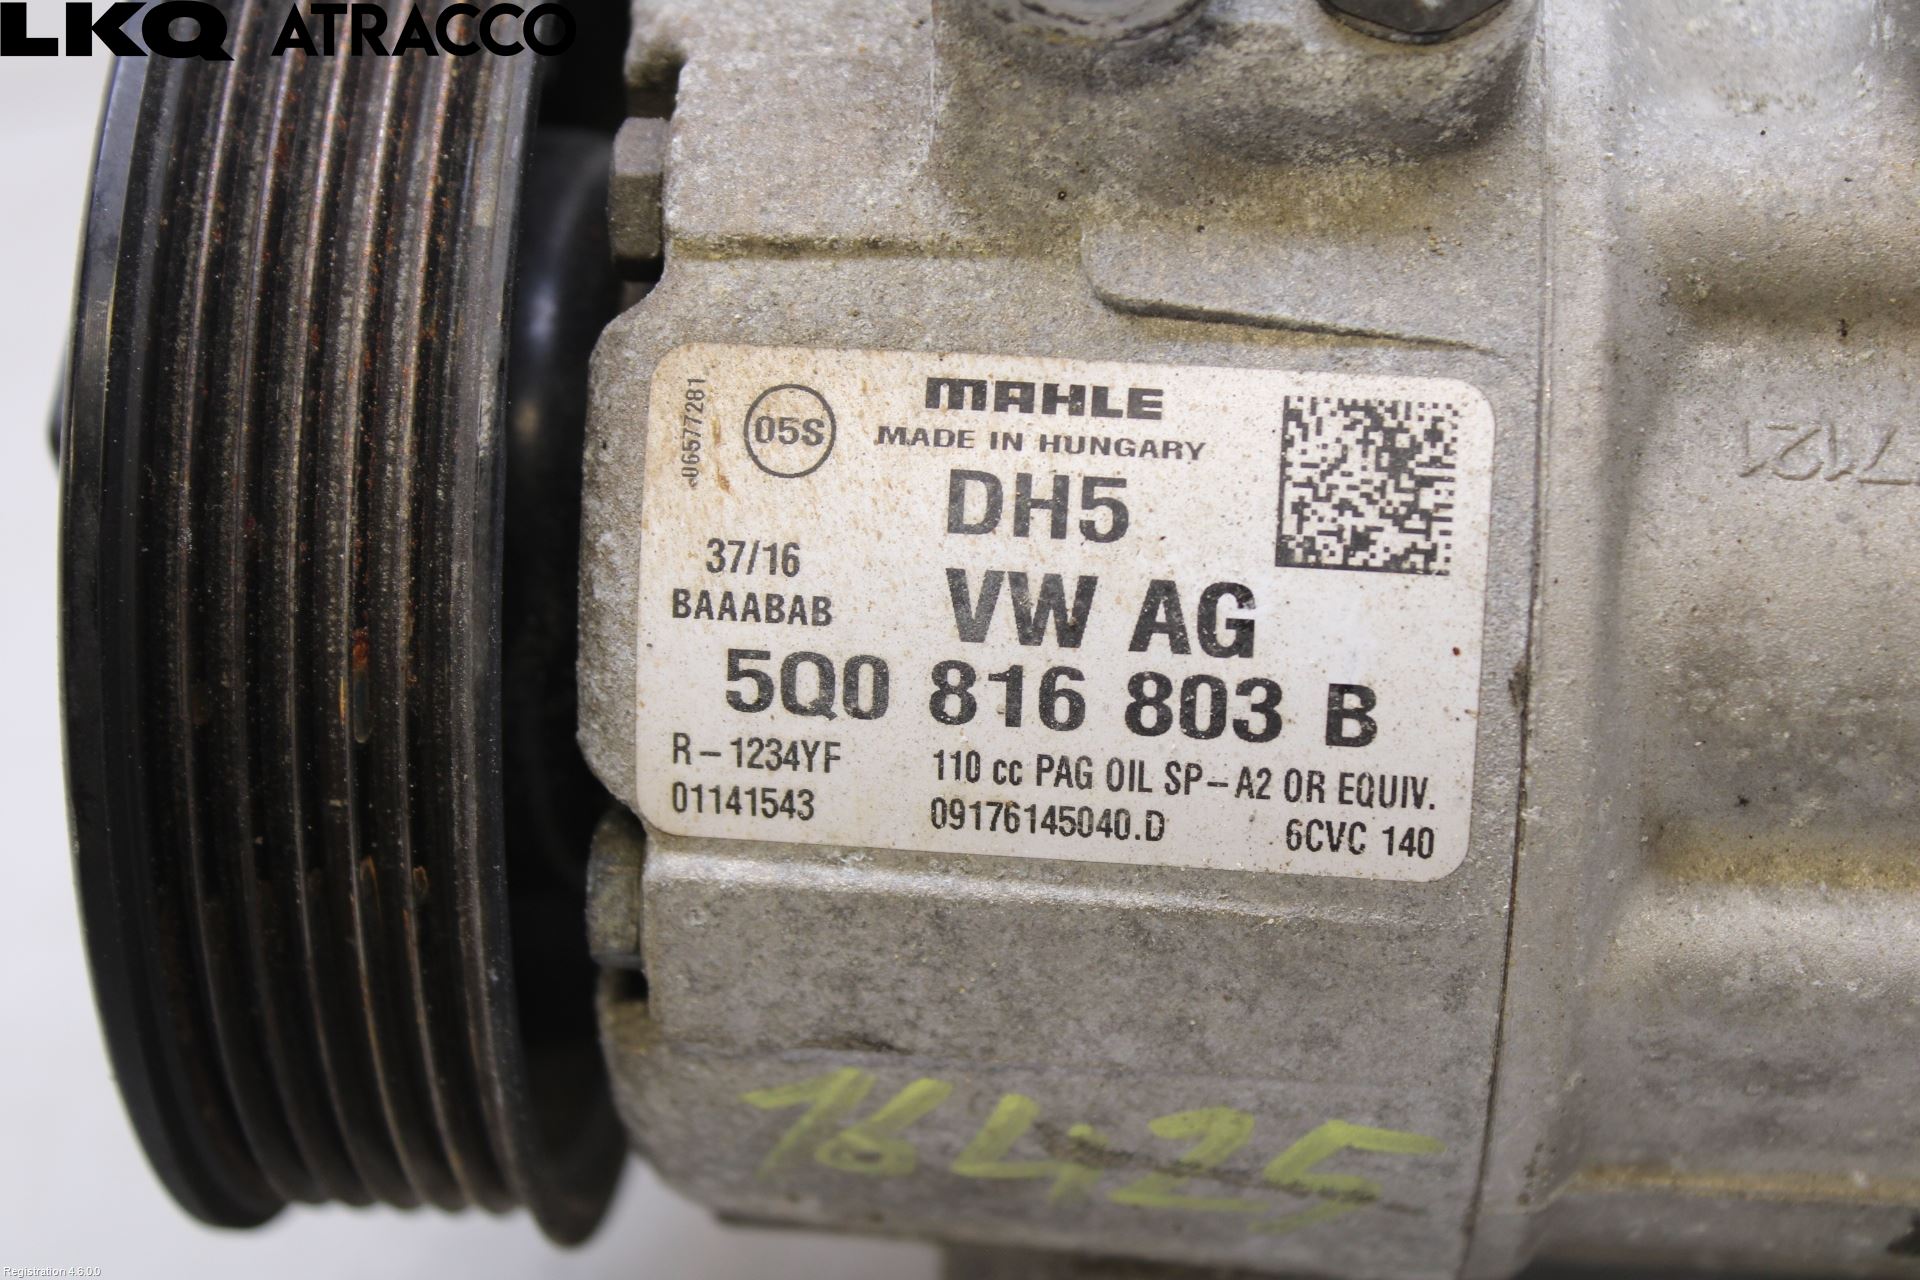 LKQ ATRACCO
06577281
05S
MAHLE
MADE IN HUNGARY
DH5
37/16
BAAABAB
VW AG
5Q0 816 803 B
R-1234YF
110 cc PAG OIL SP-A2 OR EQUIV.
01141543
09176145040.D
6CVC 140
16425
Registration 4.6.0.0